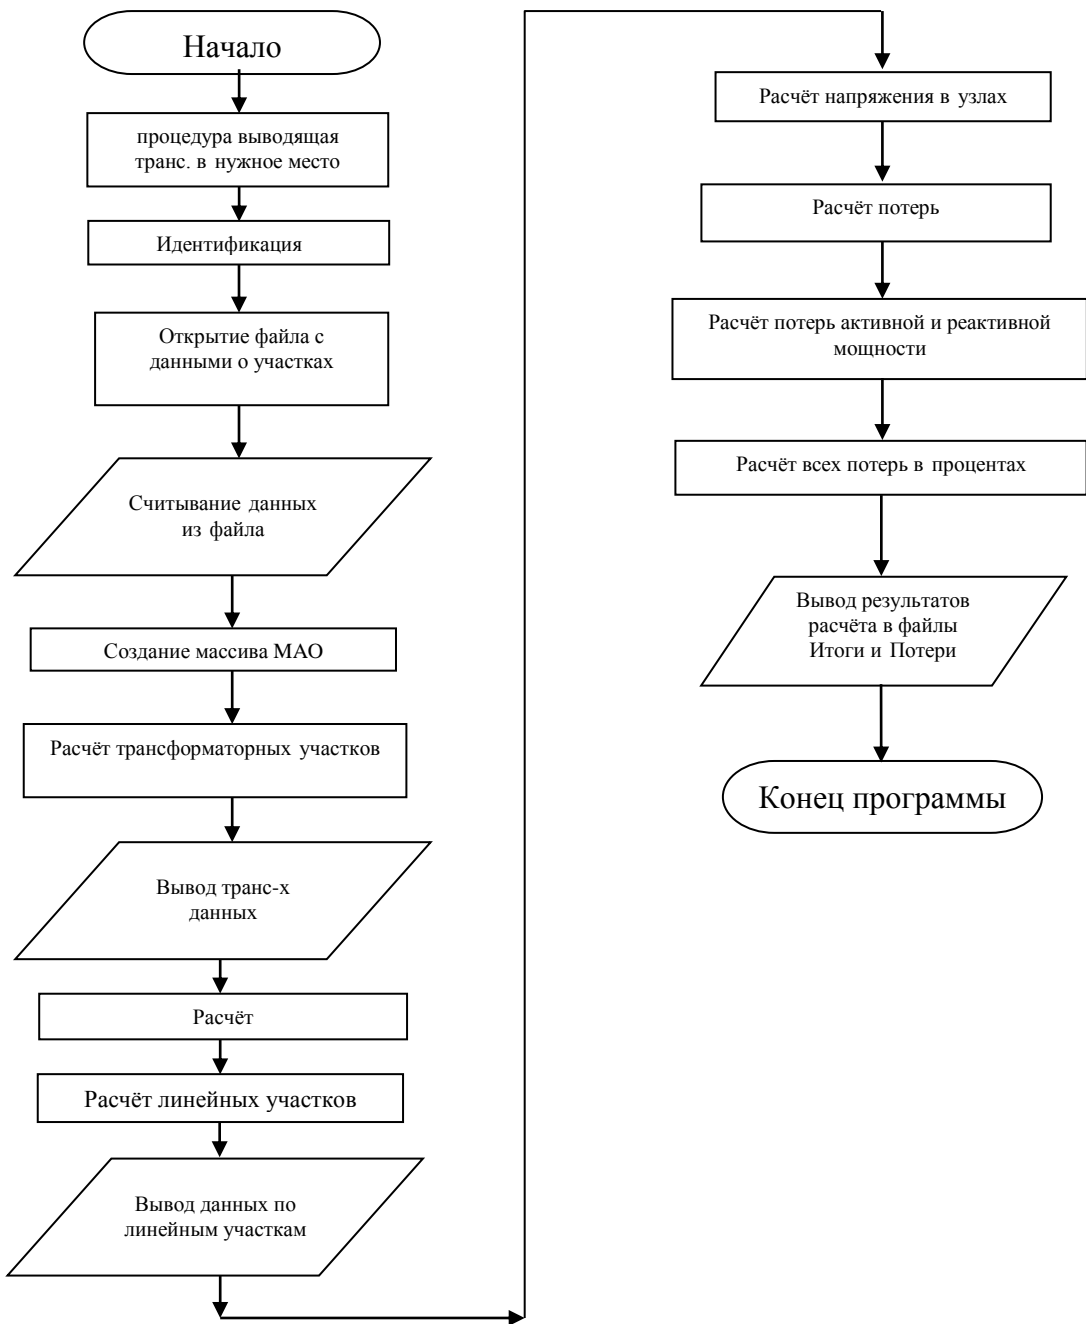 Начало
процедура выводящая
транс. в нужное место
Идентификация
Открытие файла с
данными о участках
Считывание данных
из файла
Создание массива МАО
Расчёт трансформаторных участков
Вывод транс-х
данных
Расчёт
Расчёт линейных участков
Вывод данных по
линейным участкам
Расчёт напряжения в узлах
Расчёт потерь
Расчёт потерь активной и реактивной
мощности
Расчёт всех потерь в процентах
Вывод результатов
расчёта в файлы
Итоги и Потери
Конец программы